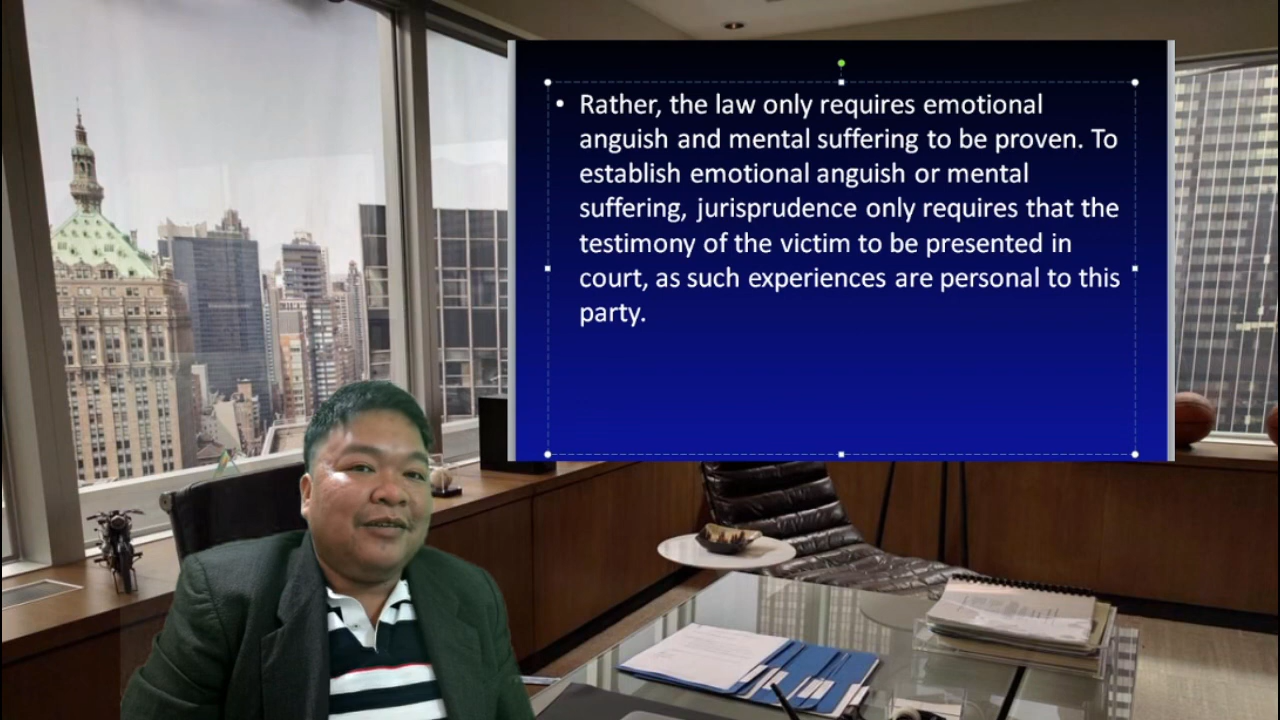 • Rather, the law only requires emotional
anguish and mental suffering to be proven. To
establish emotional anguish or mental
suffering, jurisprudence only requires that the
testimony of the victim to be presented in
court, as such experiences are personal to this
party.